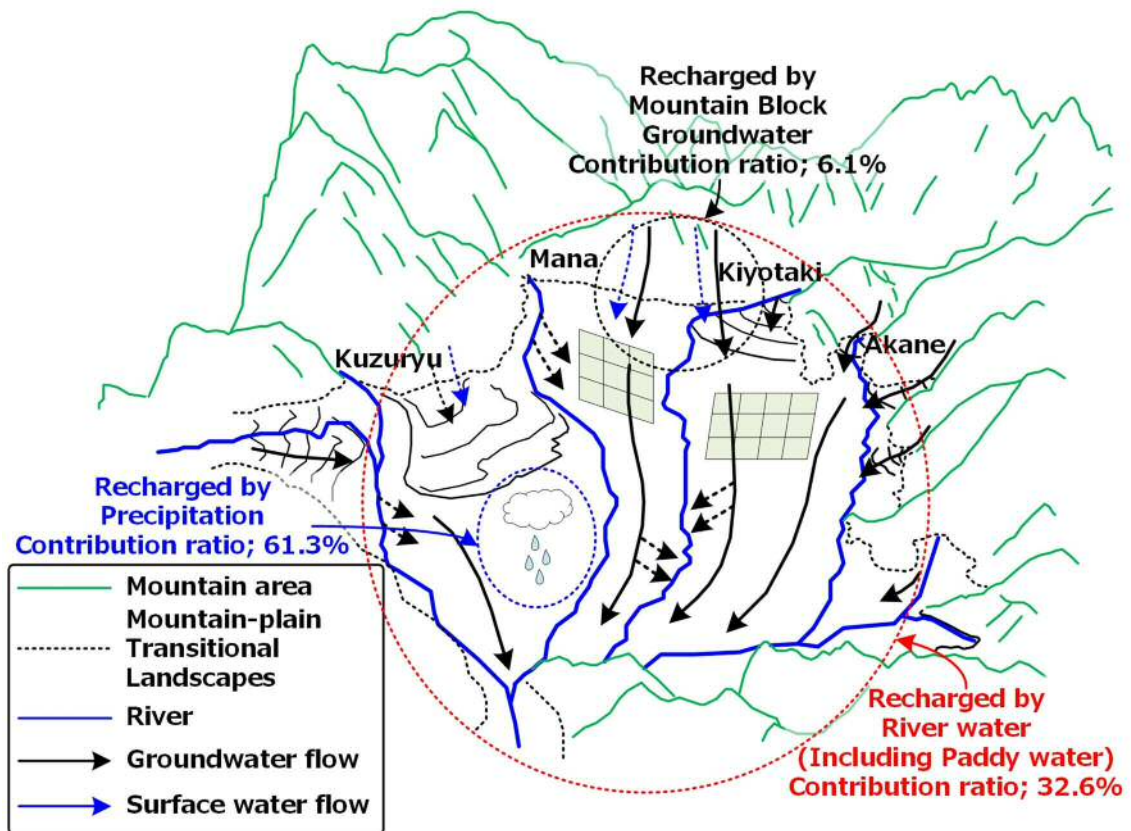 Recharged by
Mountain Block
Groundwater
Contribution ratio; 6.1%
Mana
Kiyotaki
Kuzuryu
Akane
Recharged by
Precipitation
Contribution ratio; 61.3%
Mountain area
Mountain-plain
Transitional
Landscapes
River
Groundwater flow
Surface water flow
Recharged by
River water
(Including Paddy water)
Contribution ratio; 32.6%